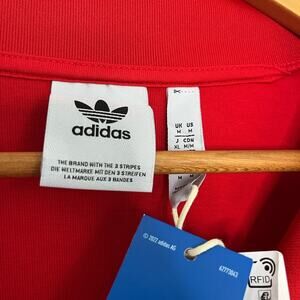 adidas
THE BRAND WITH THE 3 STRIPES
DIE WELTMARKE MIT DEN 3 STREIFEN
LA MARQUE AUX 3 BANDES
UK US
M M
J CDN
XL M/M
M
© 2022 adidas AG
RFID